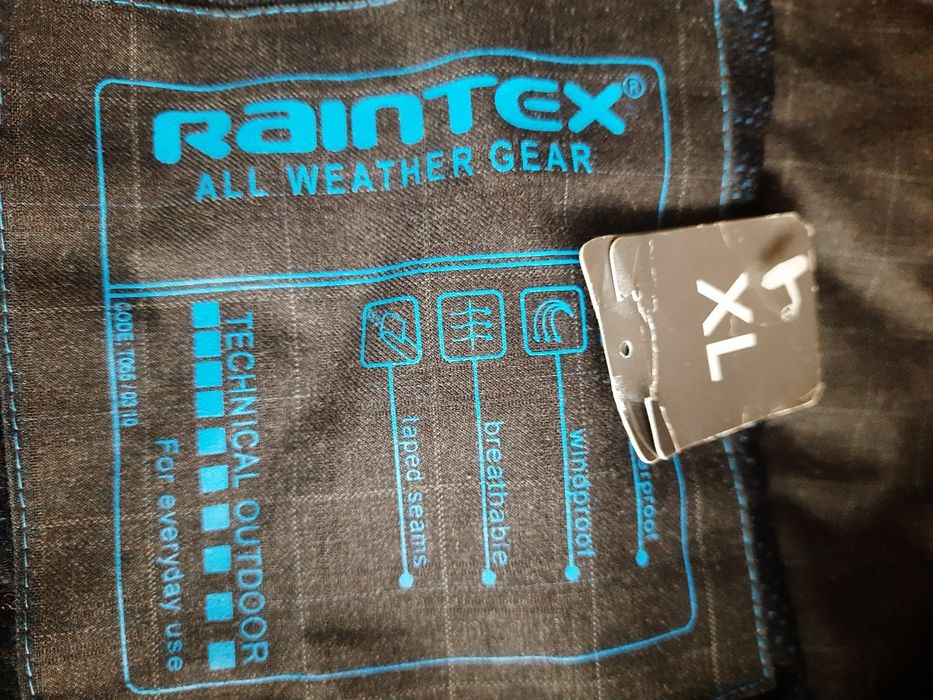 RAINTEX®
ALL WEATHER GEAR
TECHNICAL OUTDOOR
For everyday use
taped seams
breathable
windproof
XL